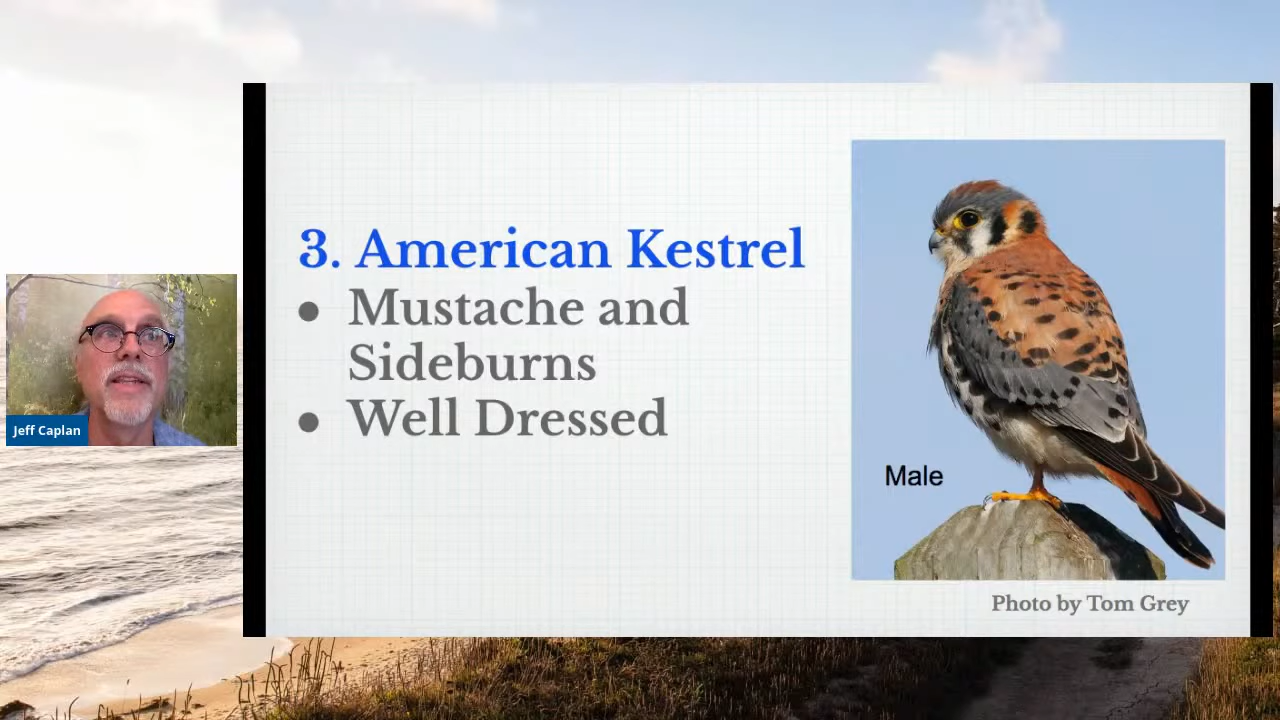 3. American Kestrel
● Mustache and
Sideburns
● Well Dressed
Male
Photo by Tom Grey
Jeff Caplan